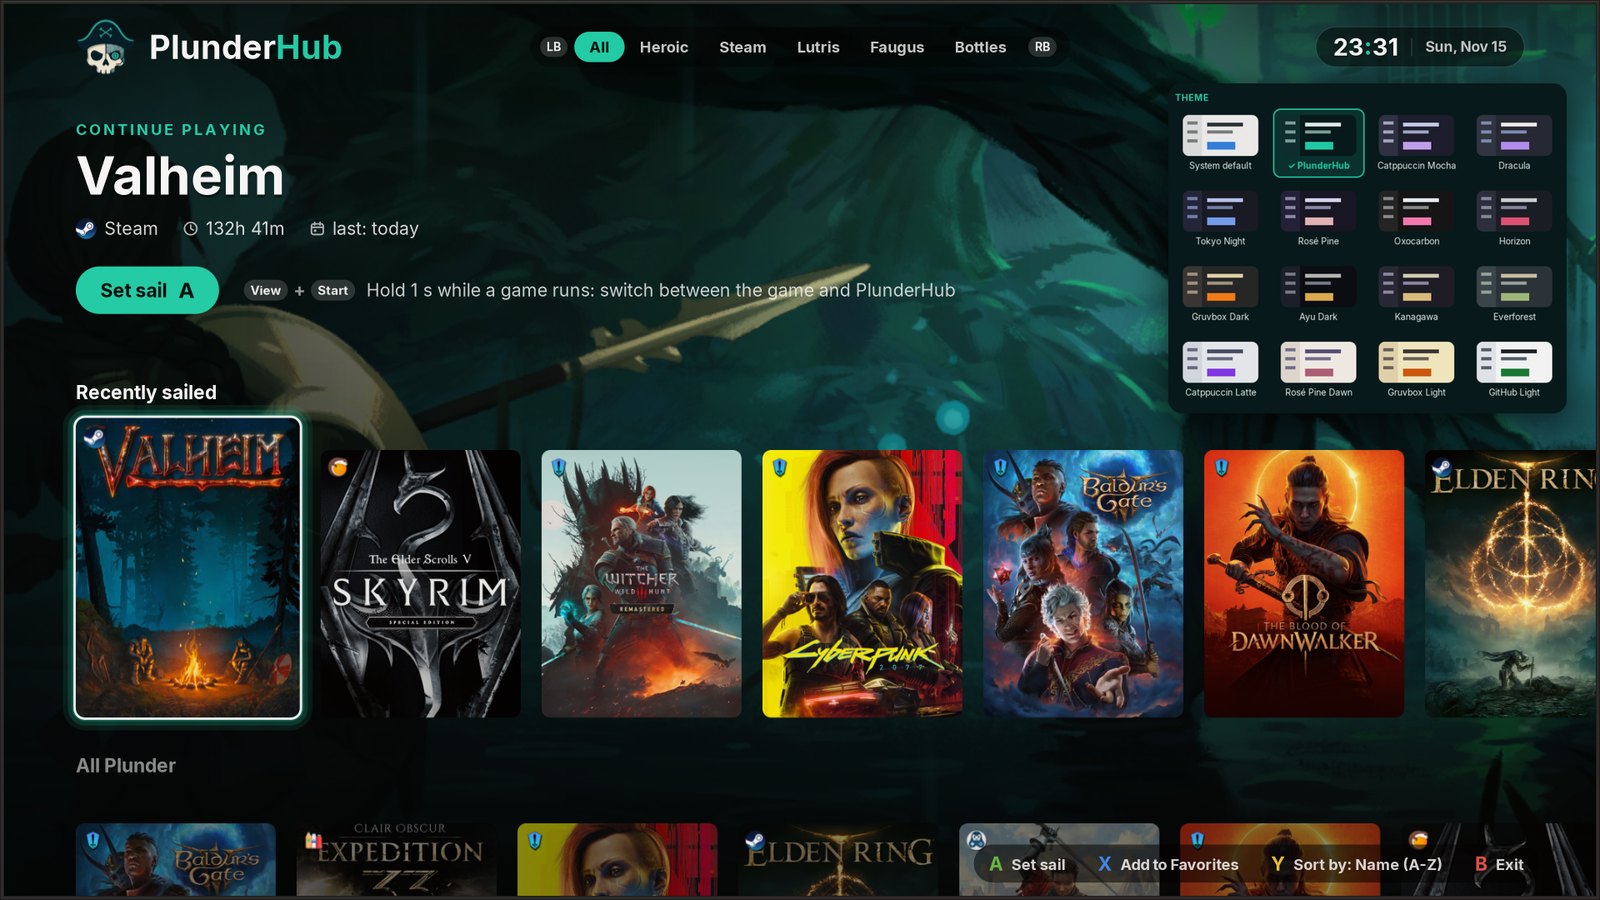 PlunderHub
LB All Heroic Steam Lutris Faugus Bottles RB
23:31 Sun, Nov 15
CONTINUE PLAYING
Valheim
Steam 132h 41m last: today
Set sail A
View + Start Hold 1 s while a game runs: switch between the game and PlunderHub
THEME
System default ✓ PlunderHub Catppuccin Mocha Dracula
Tokyo Night Rosé Pine Oxocarbon Horizon
Gruvbox Dark Ayu Dark Kanagawa Everforest
Catppuccin Latte Rosé Pine Dawn Gruvbox Light GitHub Light
Recently sailed
VALHEIM
The Elder Scrolls V
SKYRIM
SPECIAL EDITION
THE
WITCHER
WILD HUNT
REMASTERED
CYBERPUNK
2077
Baldur's
Gate
THE BLOOD OF
DAWNWALKER
ELDEN RING
All Plunder
Baldur's
Gate
CLAIR OBSCUR
EXPEDITION
ELDEN RING
A Set sail X Add to Favorites Y Sort by: Name (A-Z) B Exit